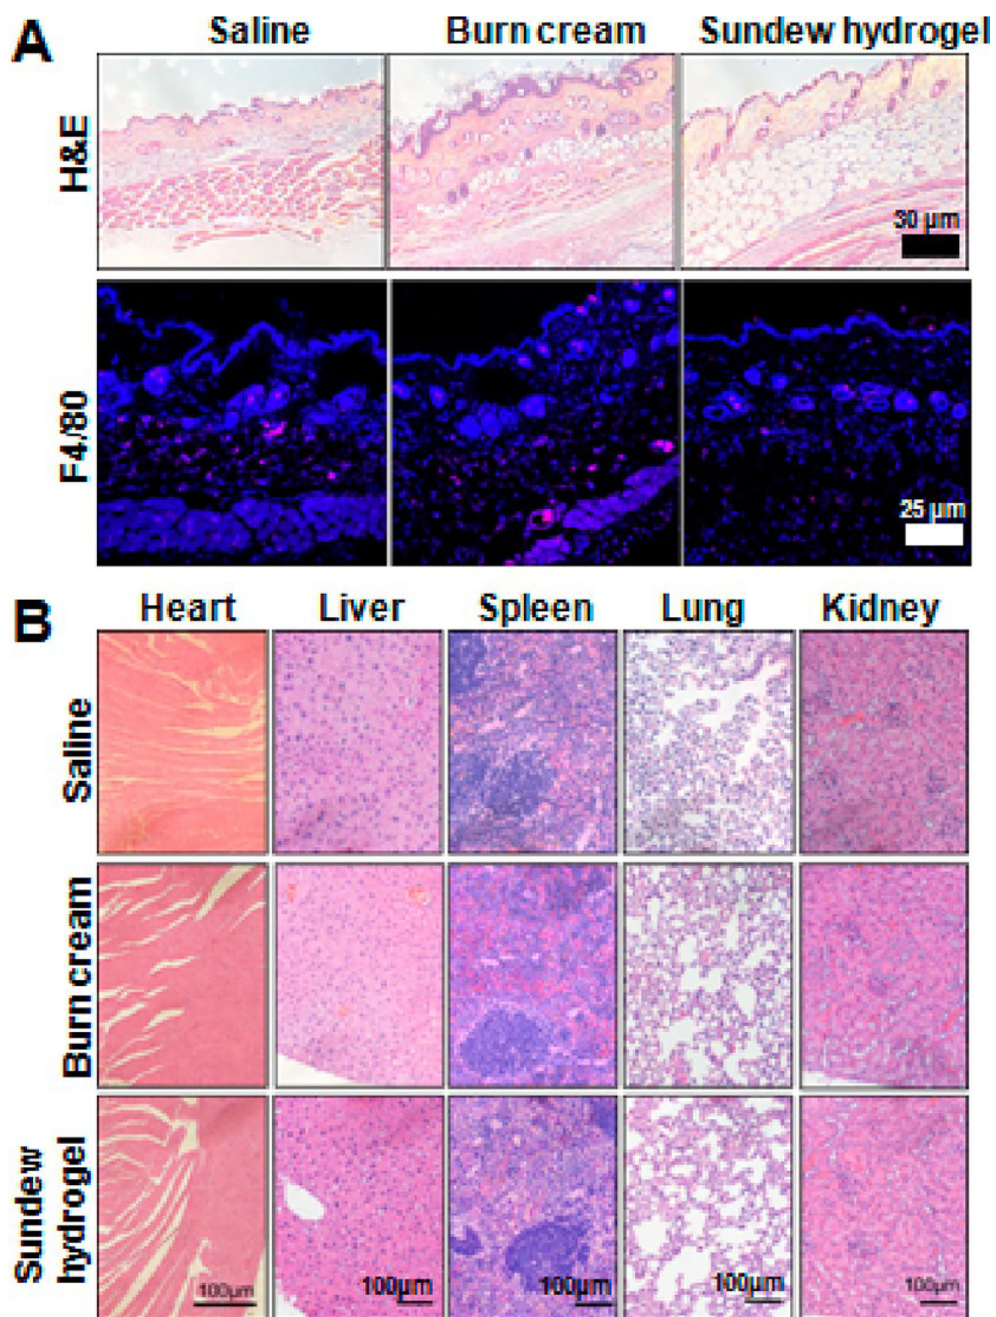 A
Saline Burn cream Sundew hydrogel
H&E
30 µm
F4/80
25 µm
B
Heart Liver Spleen Lung Kidney
Saline
Burn cream
Sundew
hydrogel
100µm 100µm 100µm 100µm 100µm